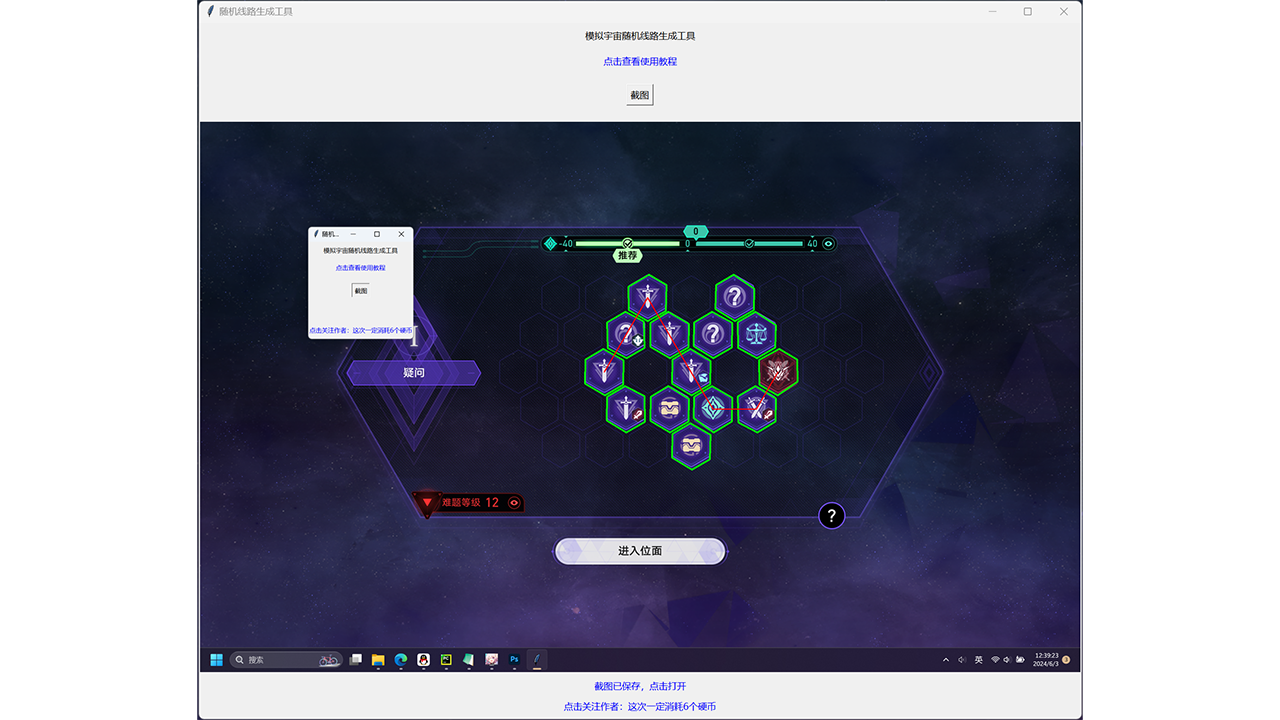 随机线路生成工具
模拟宇宙随机线路生成工具
点击查看使用教程
截图
随机...
模拟宇宙随机线路生成工具
点击查看使用教程
截图
点击关注作者：这次一定消耗6个硬币
0
-40
0
40
推荐
疑问
难题等级 12
?
进入位面
搜索
Ps
英
12:39:23
2024/6/3
3
截图已保存，点击打开
点击关注作者：这次一定消耗6个硬币